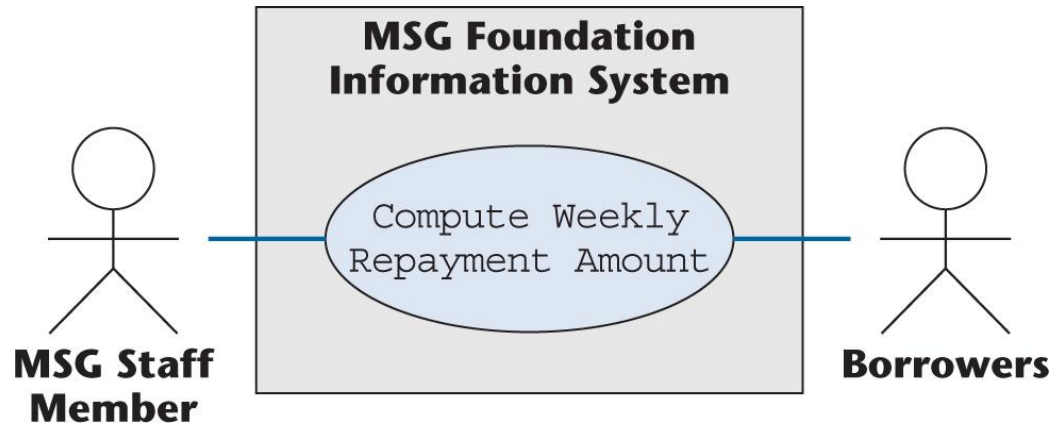 MSG Foundation
Information System
Compute Weekly
Repayment Amount
MSG Staff
Member
Borrowers